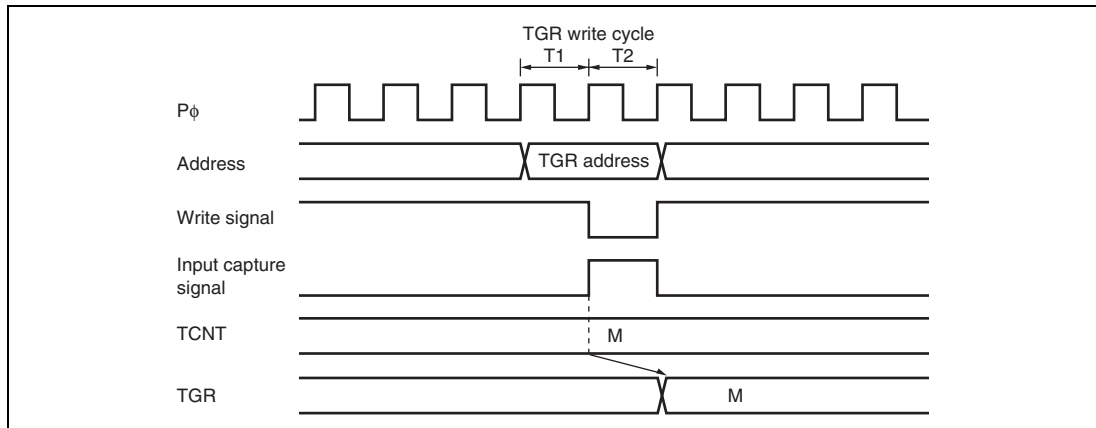 TGR write cycle
T1 T2
Pϕ
Address
TGR address
Write signal
Input capture
signal
TCNT
M
TGR
M